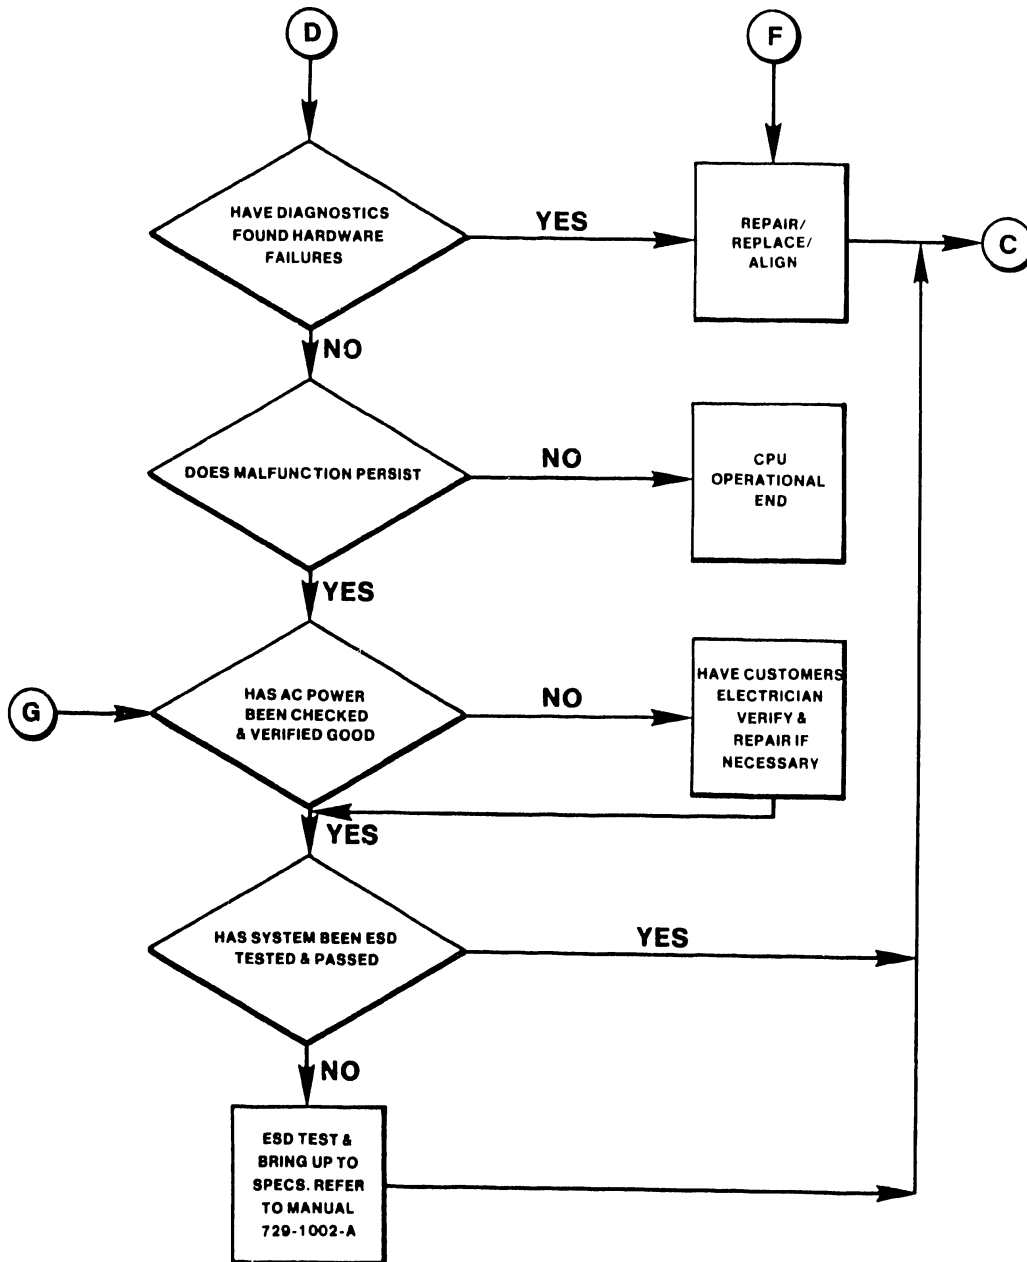 D
F
HAVE DIAGNOSTICS
FOUND HARDWARE
FAILURES
YES
REPAIR/
REPLACE/
ALIGN
C
NO
DOES MALFUNCTION PERSIST
NO
CPU
OPERATIONAL
END
YES
G
HAS AC POWER
BEEN CHECKED
& VERIFIED GOOD
NO
HAVE CUSTOMERS
ELECTRICIAN
VERIFY &
REPAIR IF
NECESSARY
YES
HAS SYSTEM BEEN ESD
TESTED & PASSED
YES
NO
ESD TEST &
BRING UP TO
SPECS. REFER
TO MANUAL
729-1002-A